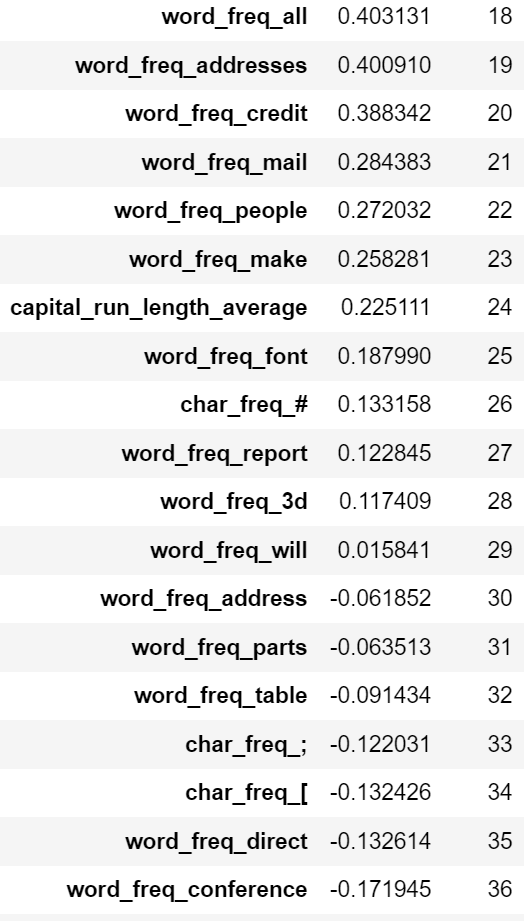 word_freq_all 0.403131 18
word_freq_addresses 0.400910 19
word_freq_credit 0.388342 20
word_freq_mail 0.284383 21
word_freq_people 0.272032 22
word_freq_make 0.258281 23
capital_run_length_average 0.225111 24
word_freq_font 0.187990 25
char_freq_# 0.133158 26
word_freq_report 0.122845 27
word_freq_3d 0.117409 28
word_freq_will 0.015841 29
word_freq_address -0.061852 30
word_freq_parts -0.063513 31
word_freq_table -0.091434 32
char_freq_; -0.122031 33
char_freq_[ -0.132426 34
word_freq_direct -0.132614 35
word_freq_conference -0.171945 36